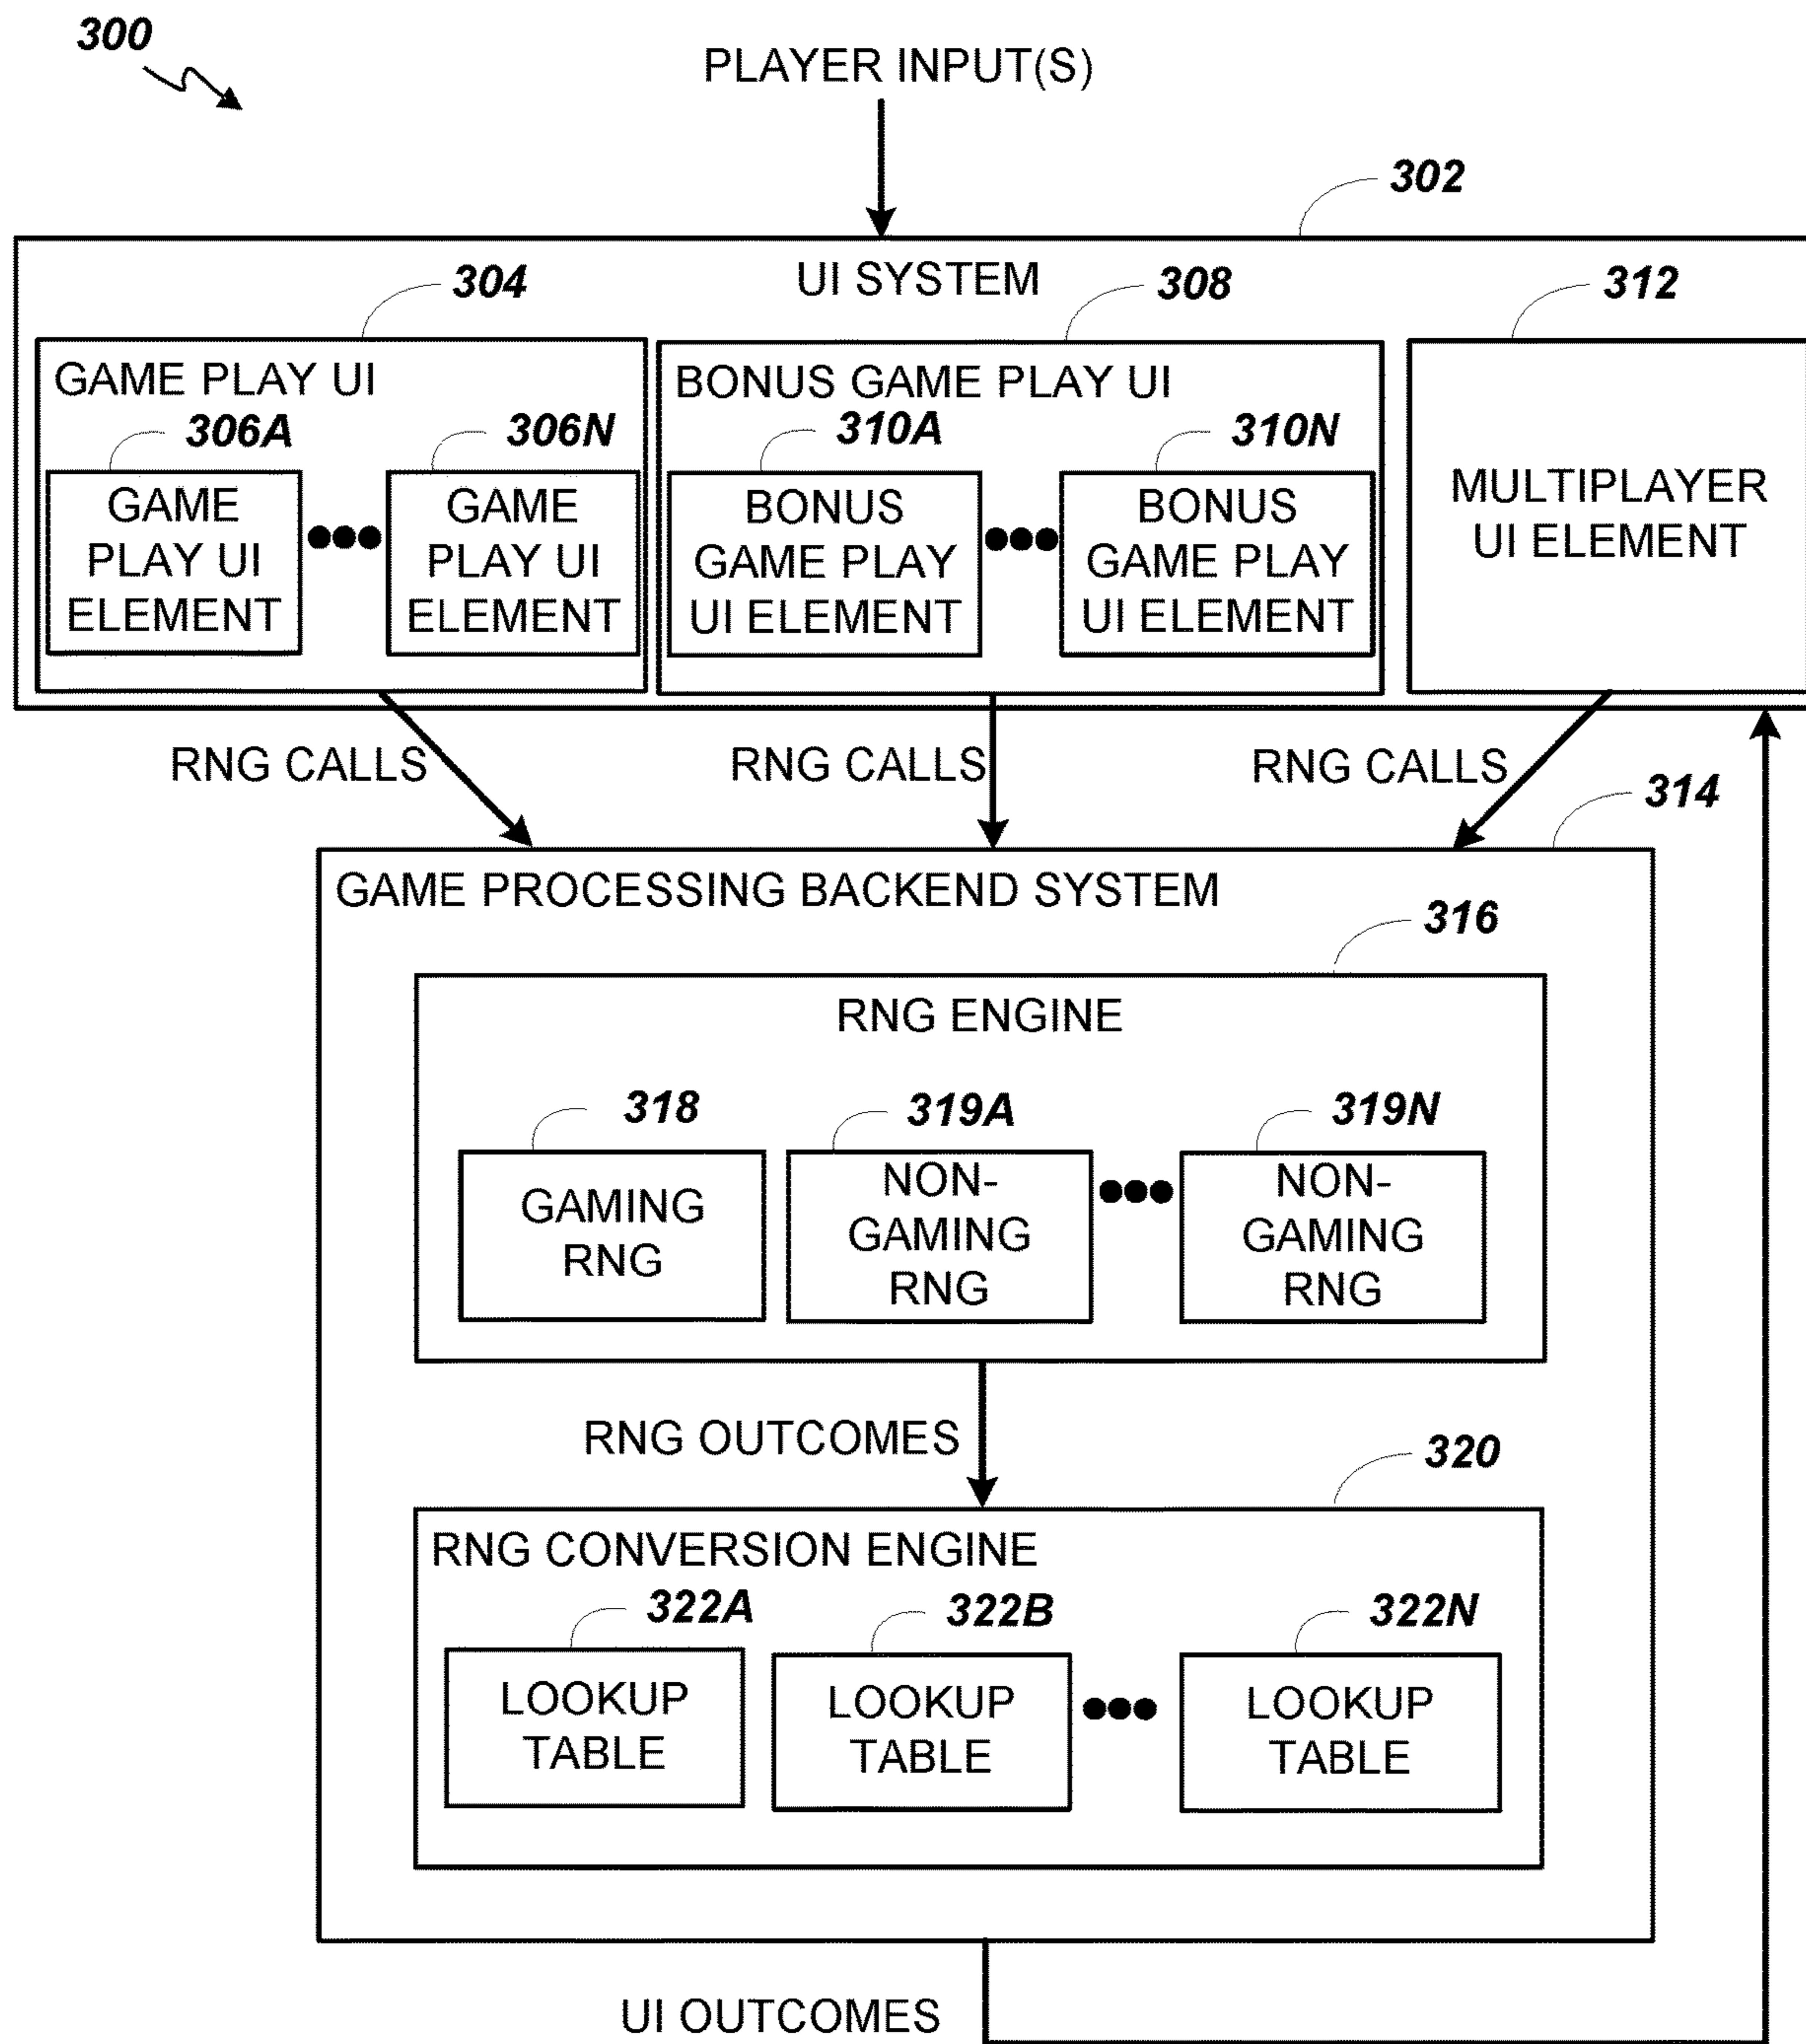 300
PLAYER INPUT(S)
302
UI SYSTEM
304
308
312
GAME PLAY UI
BONUS GAME PLAY UI
306A
306N
310A
310N
GAME
PLAY UI
ELEMENT
GAME
PLAY UI
ELEMENT
BONUS
GAME PLAY
UI ELEMENT
BONUS
GAME PLAY
UI ELEMENT
MULTIPLAYER
UI ELEMENT
RNG CALLS
RNG CALLS
RNG CALLS
314
GAME PROCESSING BACKEND SYSTEM
316
RNG ENGINE
318
319A
319N
GAMING
RNG
NON-
GAMING
RNG
NON-
GAMING
RNG
RNG OUTCOMES
320
RNG CONVERSION ENGINE
322A
322B
322N
LOOKUP
TABLE
LOOKUP
TABLE
LOOKUP
TABLE
UI OUTCOMES